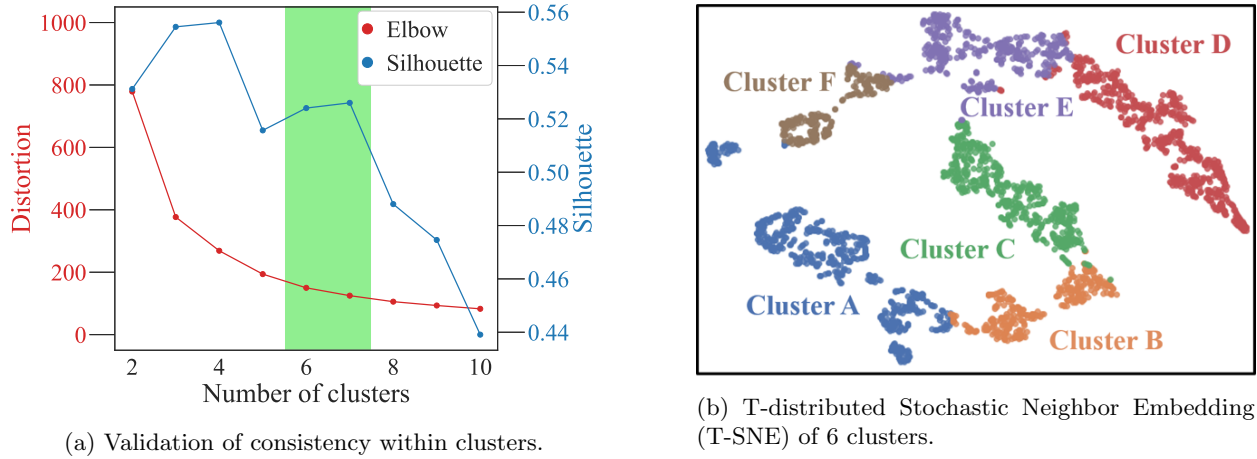 1000
800
600
400
200
0
Distortion
Elbow
Silhouette
0.56
0.54
0.52
0.50
0.48
0.46
0.44
Silhouette
2
4
6
8
10
Number of clusters
(a) Validation of consistency within clusters.
Cluster D
Cluster F
Cluster E
Cluster C
Cluster A
Cluster B
(b) T-distributed Stochastic Neighbor Embedding
(T-SNE) of 6 clusters.